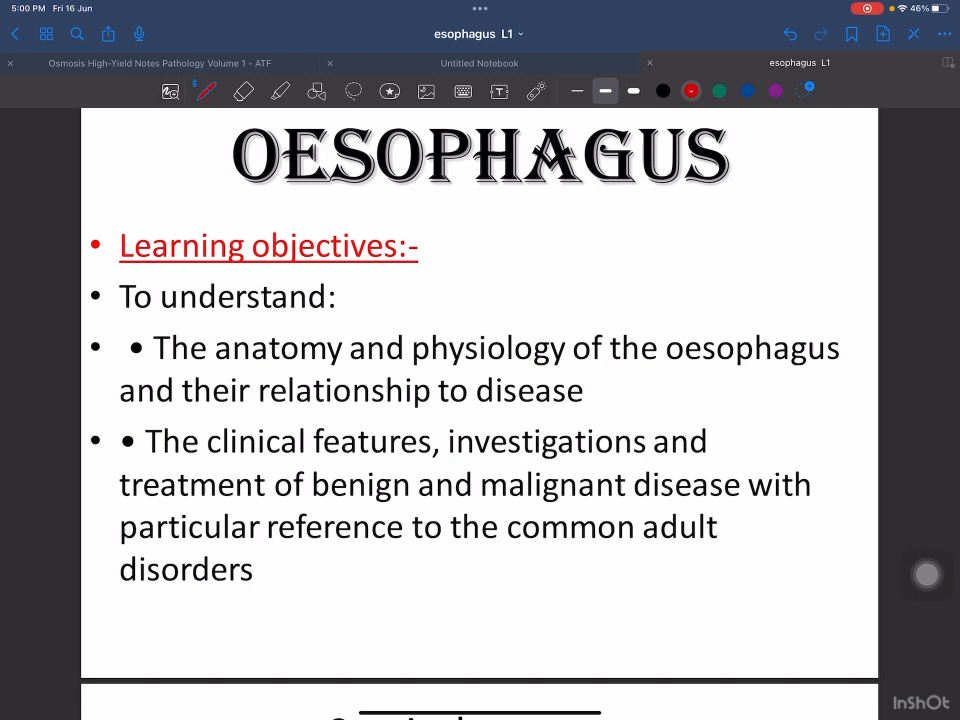 5:00 PM Fri 16 Jun
46%
esophagus L1
Osmosis High-Yield Notes Pathology Volume 1 - ATF
Untitled Notebook
esophagus L1
OESOPHAGUS
• Learning objectives:-
• To understand:
• • The anatomy and physiology of the oesophagus
and their relationship to disease
• • The clinical features, investigations and
treatment of benign and malignant disease with
particular reference to the common adult
disorders
InShOt